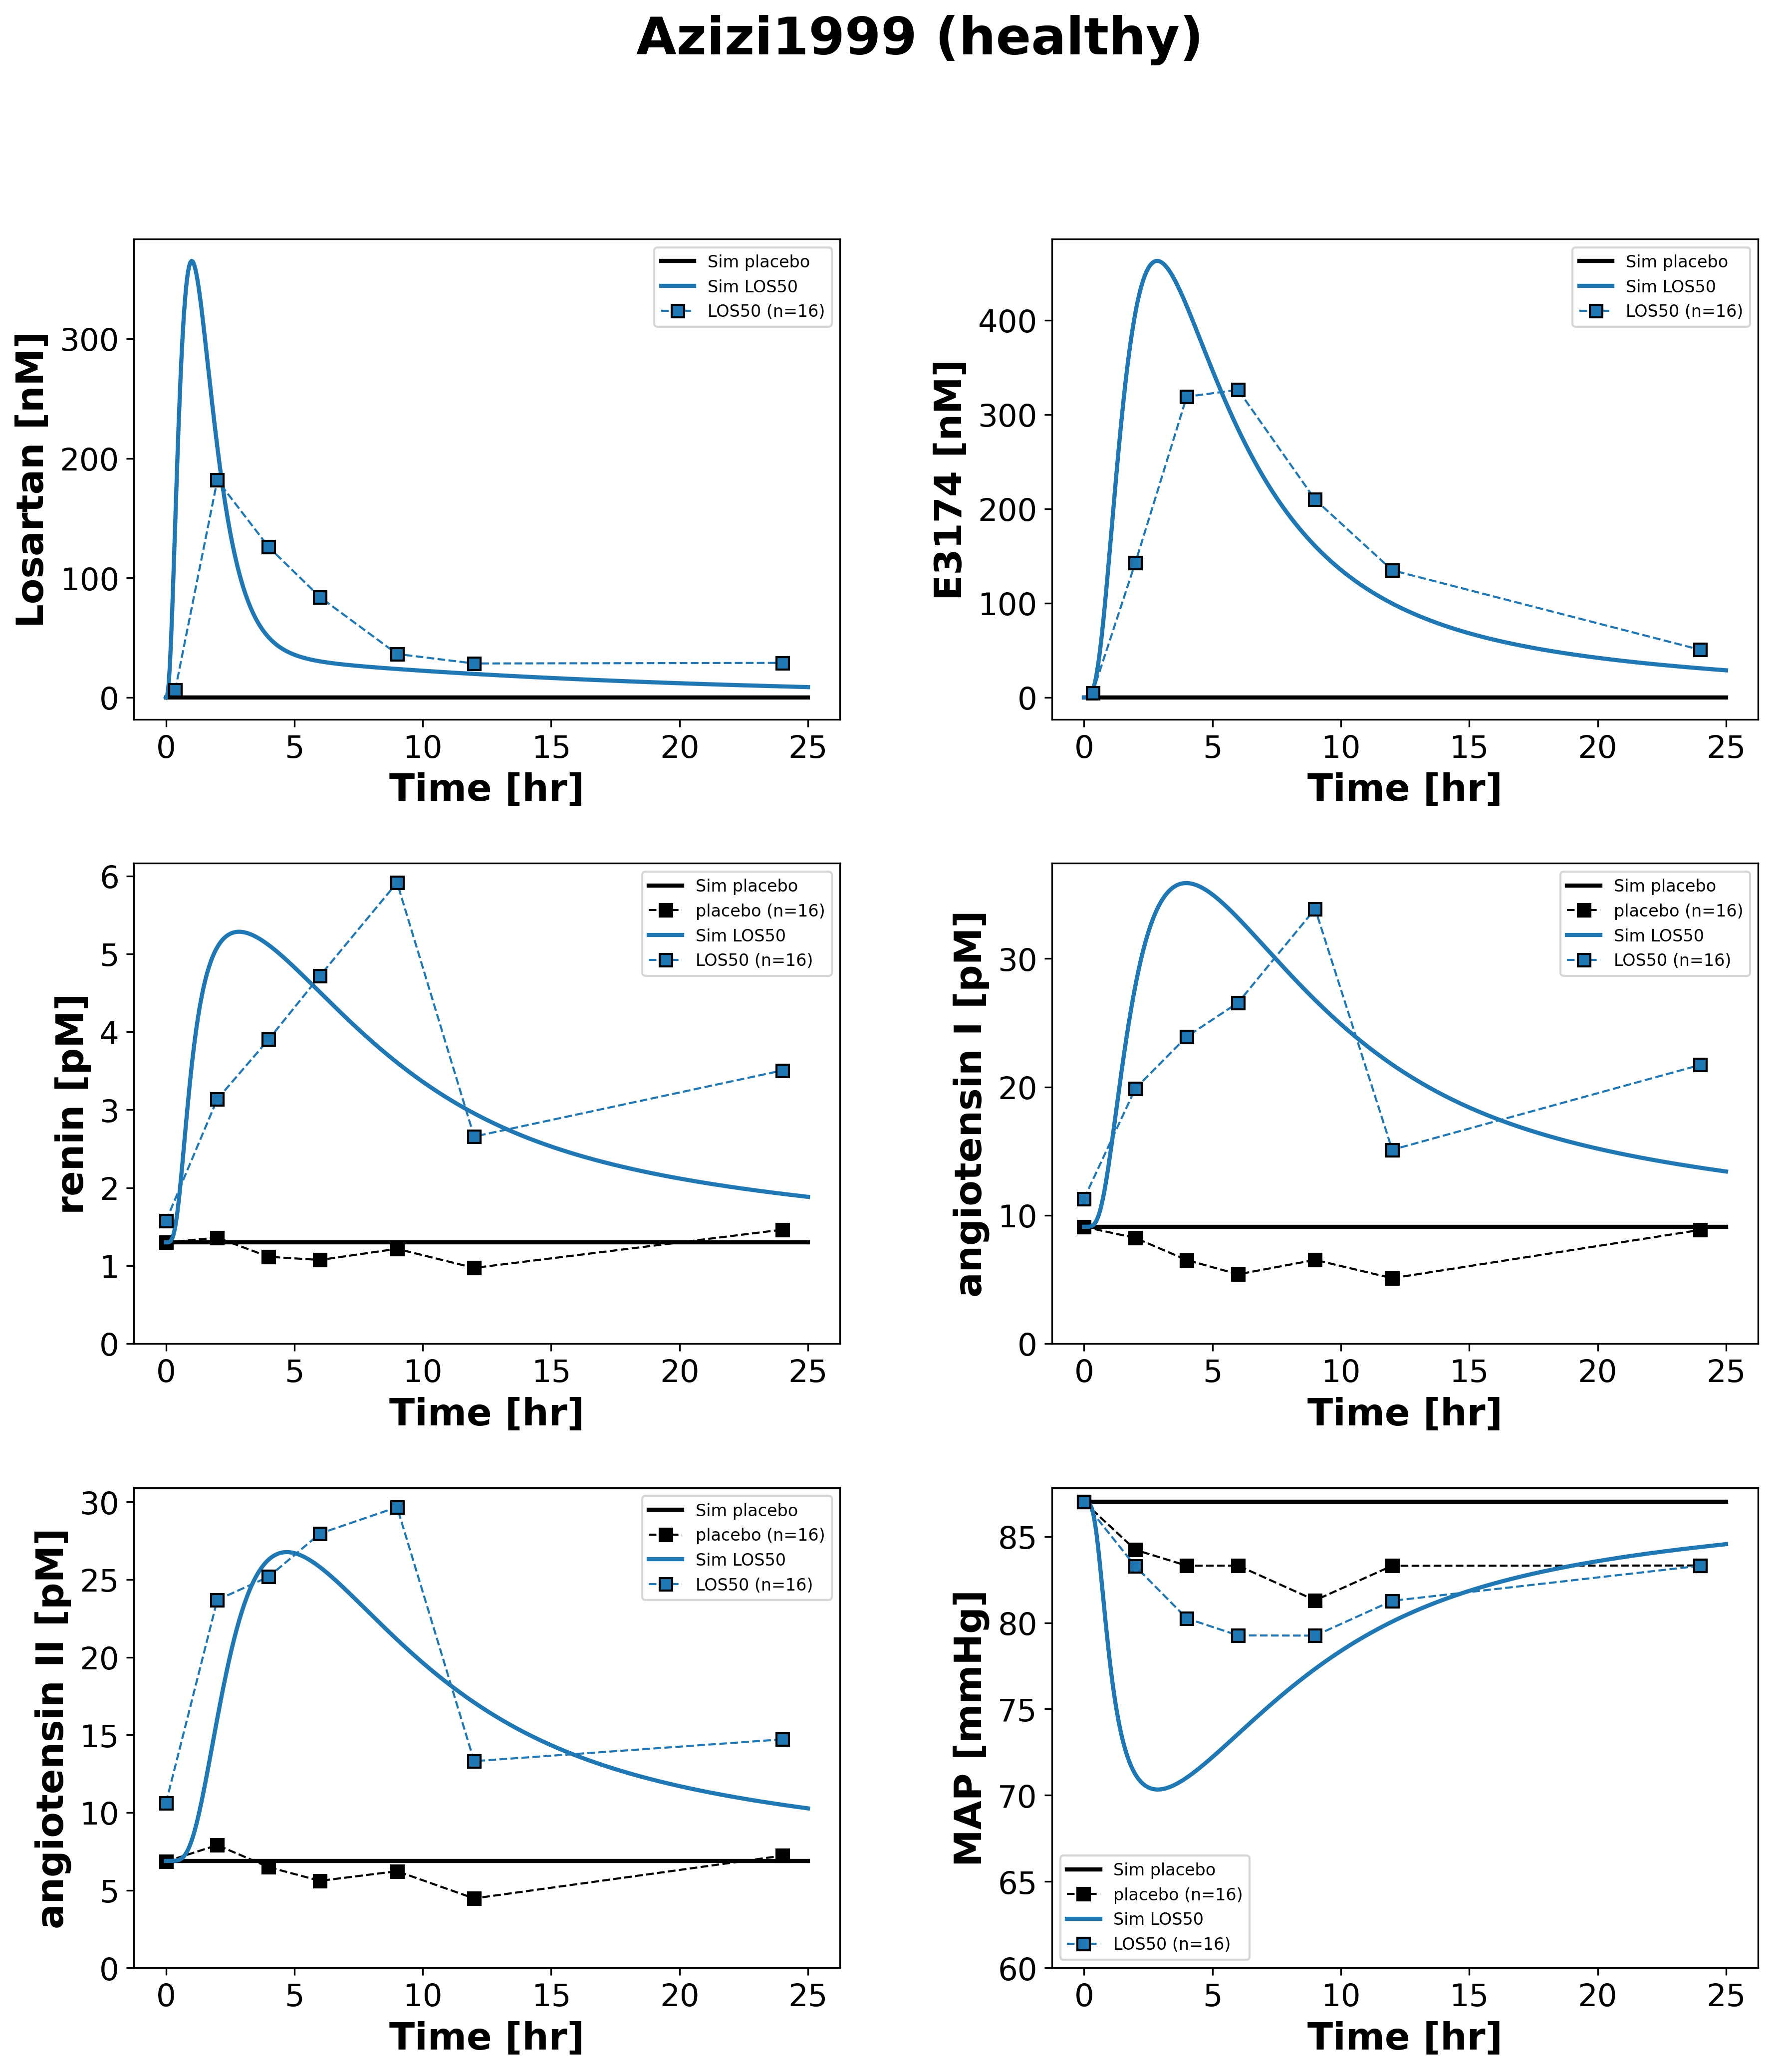 Azizi1999 (healthy)
Losartan [nM]
300
200
100
0
0 5 10 15 20 25
Time [hr]
Sim placebo
Sim LOS50
LOS50 (n=16)
E3174 [nM]
400
300
200
100
0
0 5 10 15 20 25
Time [hr]
Sim placebo
Sim LOS50
LOS50 (n=16)
renin [pM]
6
5
4
3
2
1
0
0 5 10 15 20 25
Time [hr]
Sim placebo
placebo (n=16)
Sim LOS50
LOS50 (n=16)
angiotensin I [pM]
30
20
10
0
0 5 10 15 20 25
Time [hr]
Sim placebo
placebo (n=16)
Sim LOS50
LOS50 (n=16)
angiotensin II [pM]
30
25
20
15
10
5
0
0 5 10 15 20 25
Time [hr]
Sim placebo
placebo (n=16)
Sim LOS50
LOS50 (n=16)
MAP [mmHg]
85
80
75
70
65
60
0 5 10 15 20 25
Time [hr]
Sim placebo
placebo (n=16)
Sim LOS50
LOS50 (n=16)